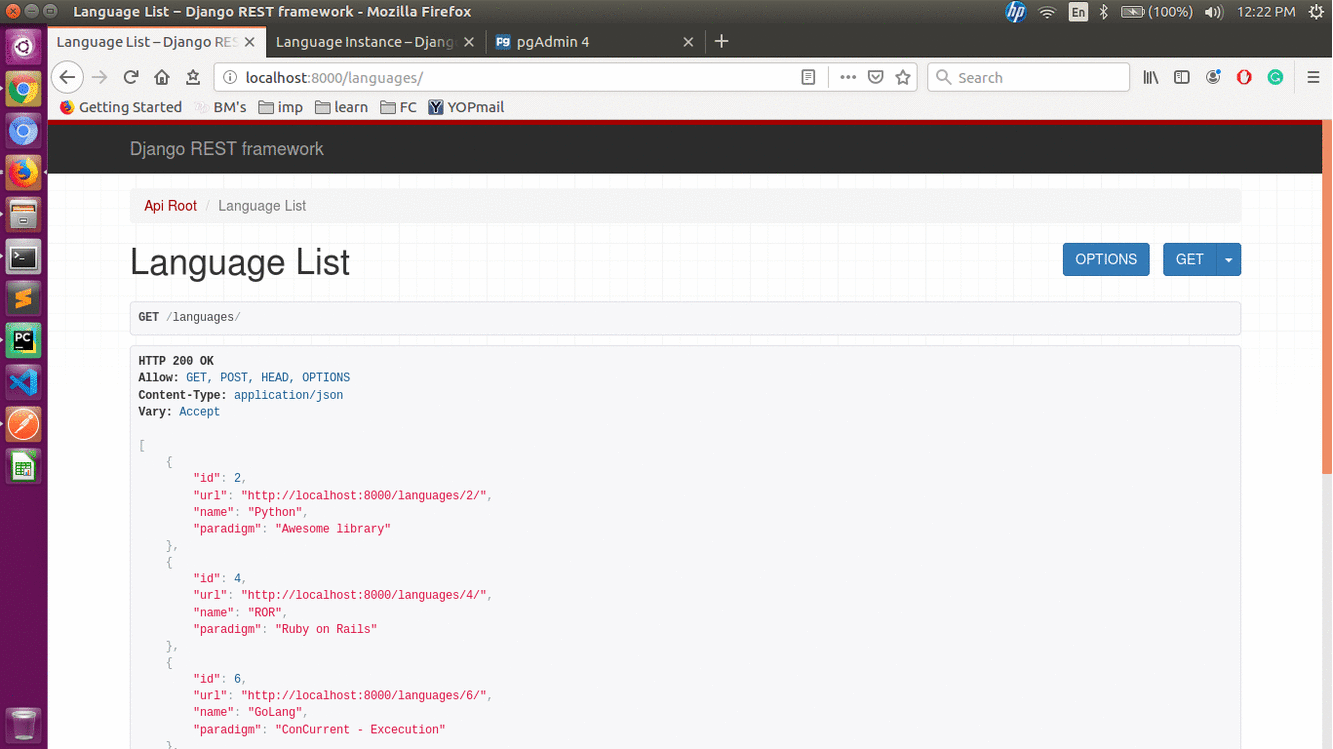 Language List – Django REST framework - Mozilla Firefox
hp En (100%) 12:22 PM
Language List – Django RES Language Instance – Djang pg pgAdmin 4
localhost:8000/languages/ Search
Getting Started BM's imp learn FC Y YOPmail
Django REST framework
Api Root / Language List
Language List OPTIONS GET
GET /languages/
HTTP 200 OK
Allow: GET, POST, HEAD, OPTIONS
Content-Type: application/json
Vary: Accept
[
{
"id": 2,
"url": "http://localhost:8000/languages/2/",
"name": "Python",
"paradigm": "Awesome library"
},
{
"id": 4,
"url": "http://localhost:8000/languages/4/",
"name": "ROR",
"paradigm": "Ruby on Rails"
},
{
"id": 6,
"url": "http://localhost:8000/languages/6/",
"name": "GoLang",
"paradigm": "ConCurrent - Excecution"
},
PC